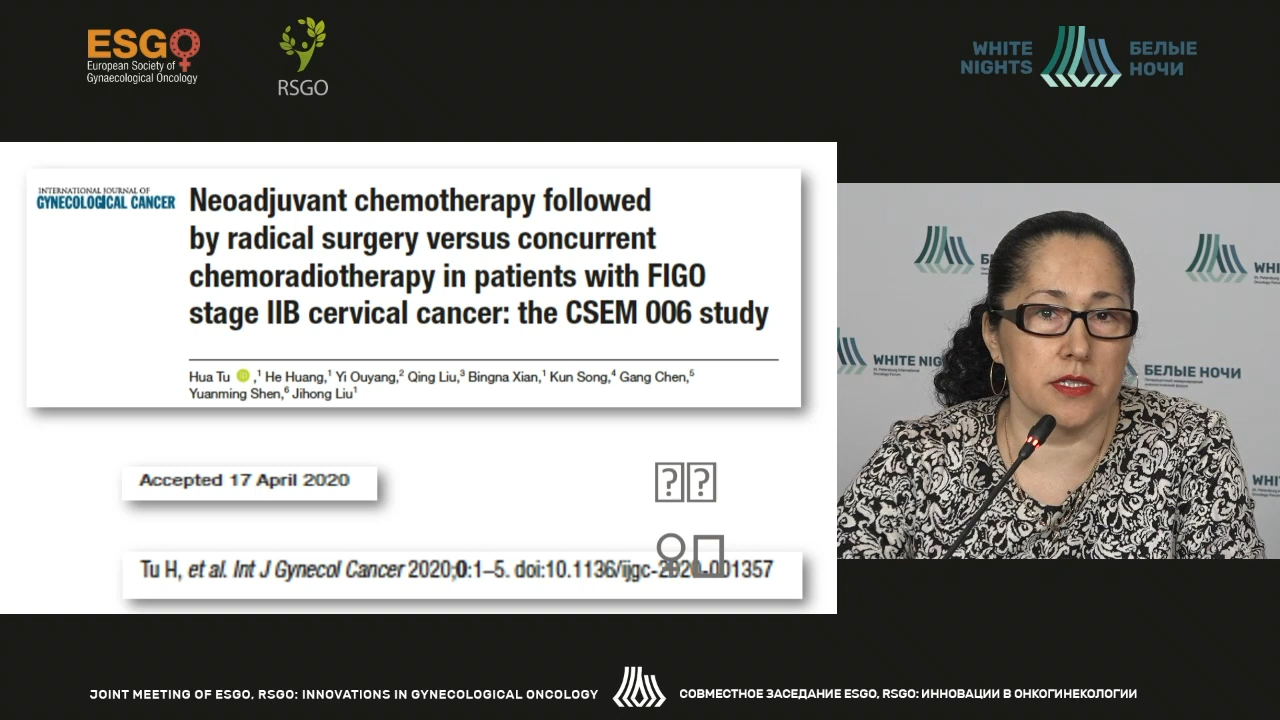 ESGO
European Society of
Gynaecological Oncology
RSGO
WHITE
NIGHTS
БЕЛЫЕ
НОЧИ
INTERNATIONAL JOURNAL OF
GYNECOLOGICAL CANCER
Neoadjuvant chemotherapy followed
by radical surgery versus concurrent
chemoradiotherapy in patients with FIGO
stage IIB cervical cancer: the CSEM 006 study
Hua Tu ,1 He Huang,1 Yi Ouyang,2 Qing Liu,3 Bingna Xian,1 Kun Song,4 Gang Chen,5
Yuanming Shen,6 Jihong Liu1
Accepted 17 April 2020
??
Tu H, et al. Int J Gynecol Cancer 2020;0:1–5. doi:10.1136/ijgc-2020-001357
WHITE NIG
БЕЛЫЕ НОЧИ
WHI
JOINT MEETING OF ESGO, RSGO: INNOVATIONS IN GYNECOLOGICAL ONCOLOGY
СОВМЕСТНОЕ ЗАСЕДАНИЕ ESGO, RSGO: ИННОВАЦИИ В ОНКОГИНЕКОЛОГИИ